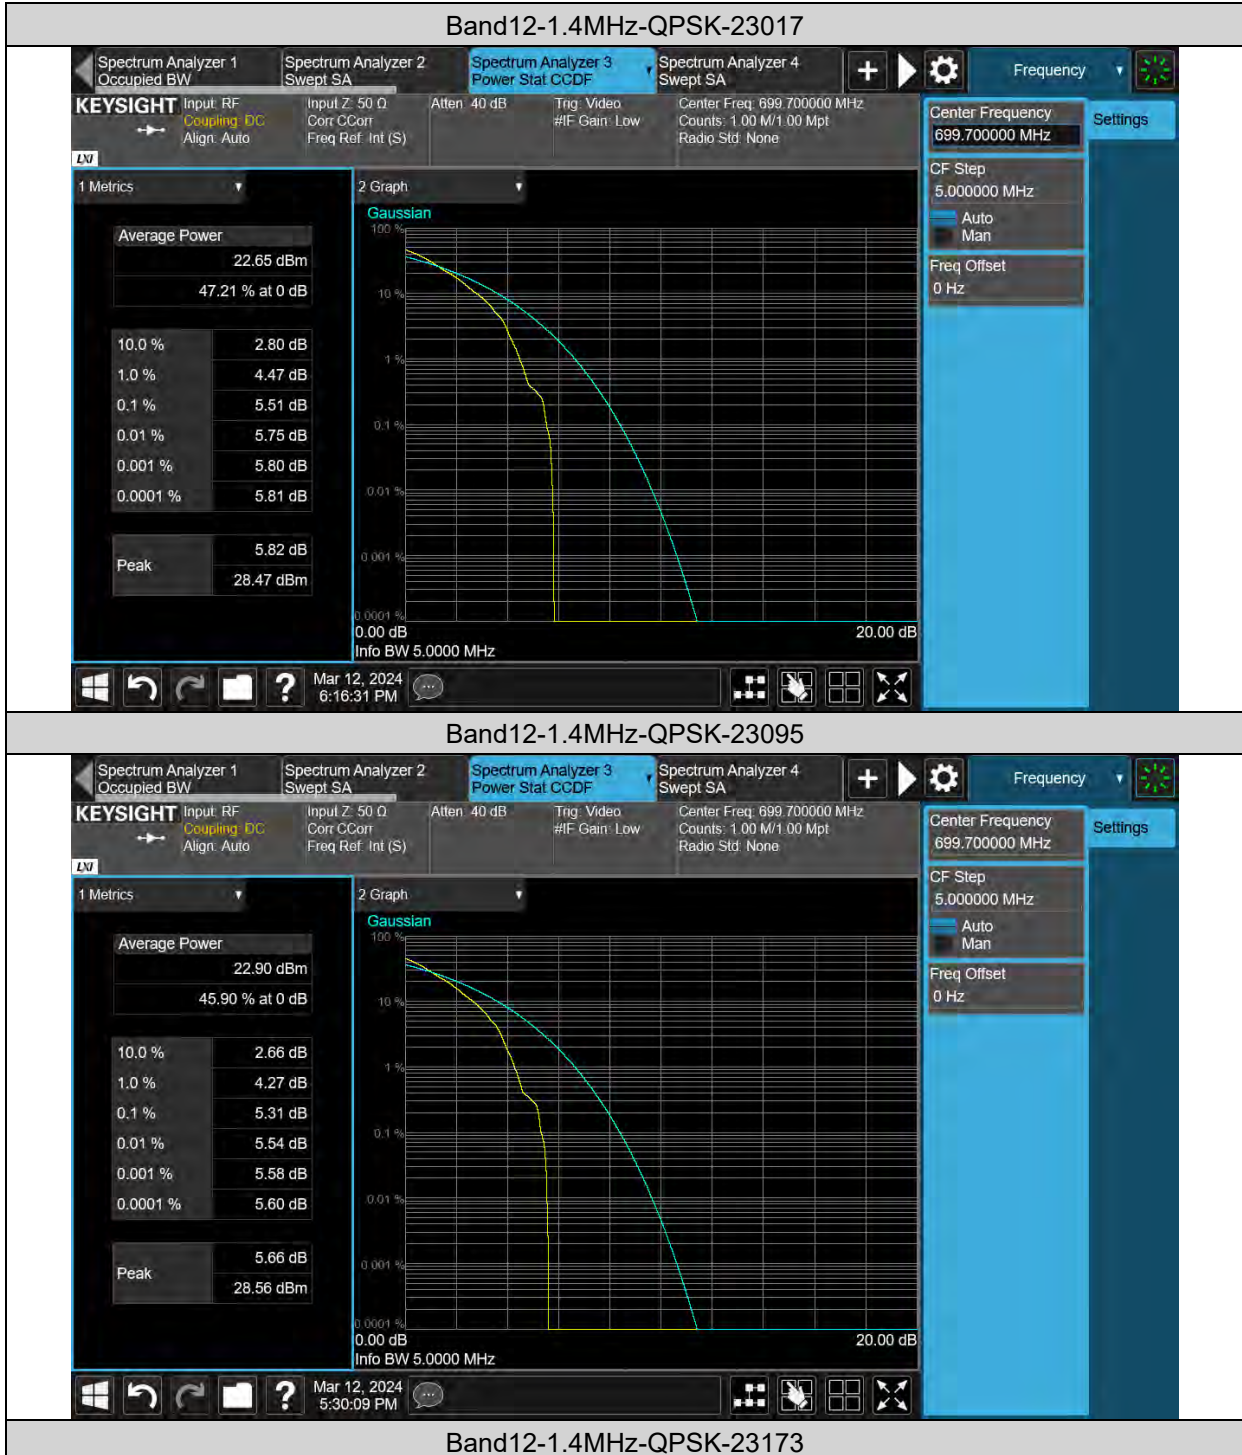 Band12-1.4MHz-QPSK-23017
Spectrum Analyzer 1
Occupied BW
Spectrum Analyzer 2
Swept SA
Spectrum Analyzer 3
Power Stat CCDF
Spectrum Analyzer 4
Swept SA
Frequency
KEYSIGHT
Input: RF
Coupling: DC
Align: Auto
Input Z: 50 Ω
Corr CCorr
Freq Ref: Int (S)
Atten: 40 dB
Trig: Video
#IF Gain: Low
Center Freq: 699.700000 MHz
Counts: 1.00 M/1.00 Mpt
Radio Std: None
LXI
Center Frequency
699.700000 MHz
Settings
CF Step
5.000000 MHz
Auto
Man
Freq Offset
0 Hz
1 Metrics
Average Power
22.65 dBm
47.21 % at 0 dB
10.0 % 2.80 dB
1.0 % 4.47 dB
0.1 % 5.51 dB
0.01 % 5.75 dB
0.001 % 5.80 dB
0.0001 % 5.81 dB
Peak
5.82 dB
28.47 dBm
2 Graph
Gaussian
100 %
10 %
1 %
0.1 %
0.01 %
0.001 %
0.0001 %
0.00 dB
20.00 dB
Info BW 5.0000 MHz
Mar 12, 2024
6:16:31 PM
Band12-1.4MHz-QPSK-23095
Spectrum Analyzer 1
Occupied BW
Spectrum Analyzer 2
Swept SA
Spectrum Analyzer 3
Power Stat CCDF
Spectrum Analyzer 4
Swept SA
Frequency
KEYSIGHT
Input: RF
Coupling: DC
Align: Auto
Input Z: 50 Ω
Corr CCorr
Freq Ref: Int (S)
Atten: 40 dB
Trig: Video
#IF Gain: Low
Center Freq: 699.700000 MHz
Counts: 1.00 M/1.00 Mpt
Radio Std: None
LXI
Center Frequency
699.700000 MHz
Settings
CF Step
5.000000 MHz
Auto
Man
Freq Offset
0 Hz
1 Metrics
Average Power
22.90 dBm
45.90 % at 0 dB
10.0 % 2.66 dB
1.0 % 4.27 dB
0.1 % 5.31 dB
0.01 % 5.54 dB
0.001 % 5.58 dB
0.0001 % 5.60 dB
Peak
5.66 dB
28.56 dBm
2 Graph
Gaussian
100 %
10 %
1 %
0.1 %
0.01 %
0.001 %
0.0001 %
0.00 dB
20.00 dB
Info BW 5.0000 MHz
Mar 12, 2024
5:30:09 PM
Band12-1.4MHz-QPSK-23173